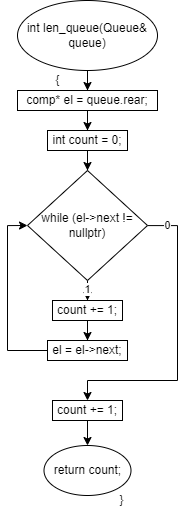 int len_queue(Queue&
queue)
{
comp* el = queue.rear;
int count = 0;
while (el->next !=
nullptr)
0
.1.
count += 1;
el = el->next;
count += 1;
return count;
}